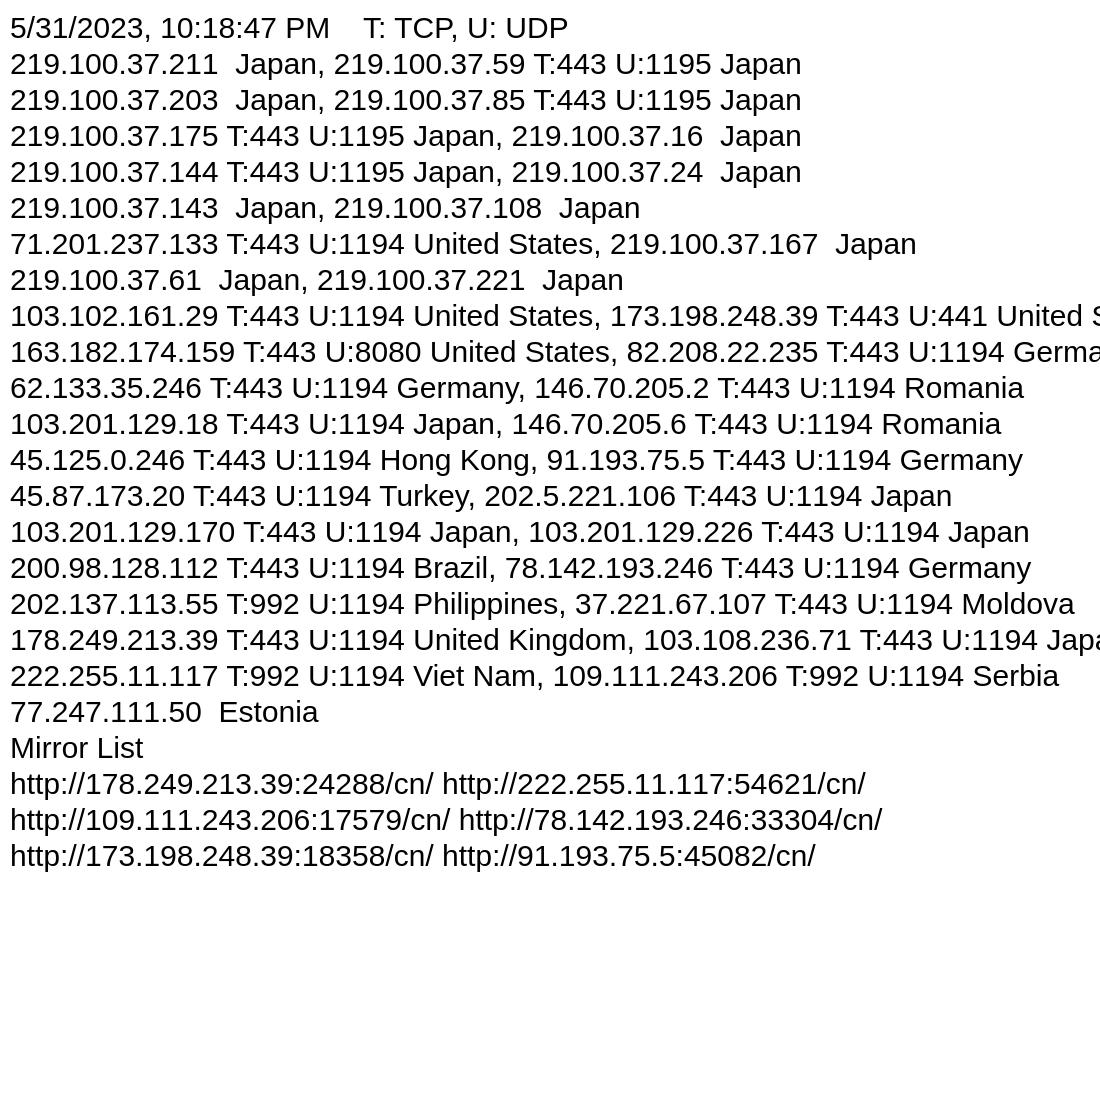 5/31/2023, 10:18:47 PM    T: TCP, U: UDP
219.100.37.211  Japan, 219.100.37.59 T:443 U:1195 Japan
219.100.37.203  Japan, 219.100.37.85 T:443 U:1195 Japan
219.100.37.175 T:443 U:1195 Japan, 219.100.37.16  Japan
219.100.37.144 T:443 U:1195 Japan, 219.100.37.24  Japan
219.100.37.143  Japan, 219.100.37.108  Japan
71.201.237.133 T:443 U:1194 United States, 219.100.37.167  Japan
219.100.37.61  Japan, 219.100.37.221  Japan
103.102.161.29 T:443 U:1194 United States, 173.198.248.39 T:443 U:441 United S
163.182.174.159 T:443 U:8080 United States, 82.208.22.235 T:443 U:1194 Germa
62.133.35.246 T:443 U:1194 Germany, 146.70.205.2 T:443 U:1194 Romania
103.201.129.18 T:443 U:1194 Japan, 146.70.205.6 T:443 U:1194 Romania
45.125.0.246 T:443 U:1194 Hong Kong, 91.193.75.5 T:443 U:1194 Germany
45.87.173.20 T:443 U:1194 Turkey, 202.5.221.106 T:443 U:1194 Japan
103.201.129.170 T:443 U:1194 Japan, 103.201.129.226 T:443 U:1194 Japan
200.98.128.112 T:443 U:1194 Brazil, 78.142.193.246 T:443 U:1194 Germany
202.137.113.55 T:992 U:1194 Philippines, 37.221.67.107 T:443 U:1194 Moldova
178.249.213.39 T:443 U:1194 United Kingdom, 103.108.236.71 T:443 U:1194 Japa
222.255.11.117 T:992 U:1194 Viet Nam, 109.111.243.206 T:992 U:1194 Serbia
77.247.111.50  Estonia
Mirror List
http://178.249.213.39:24288/cn/ http://222.255.11.117:54621/cn/
http://109.111.243.206:17579/cn/ http://78.142.193.246:33304/cn/
http://173.198.248.39:18358/cn/ http://91.193.75.5:45082/cn/